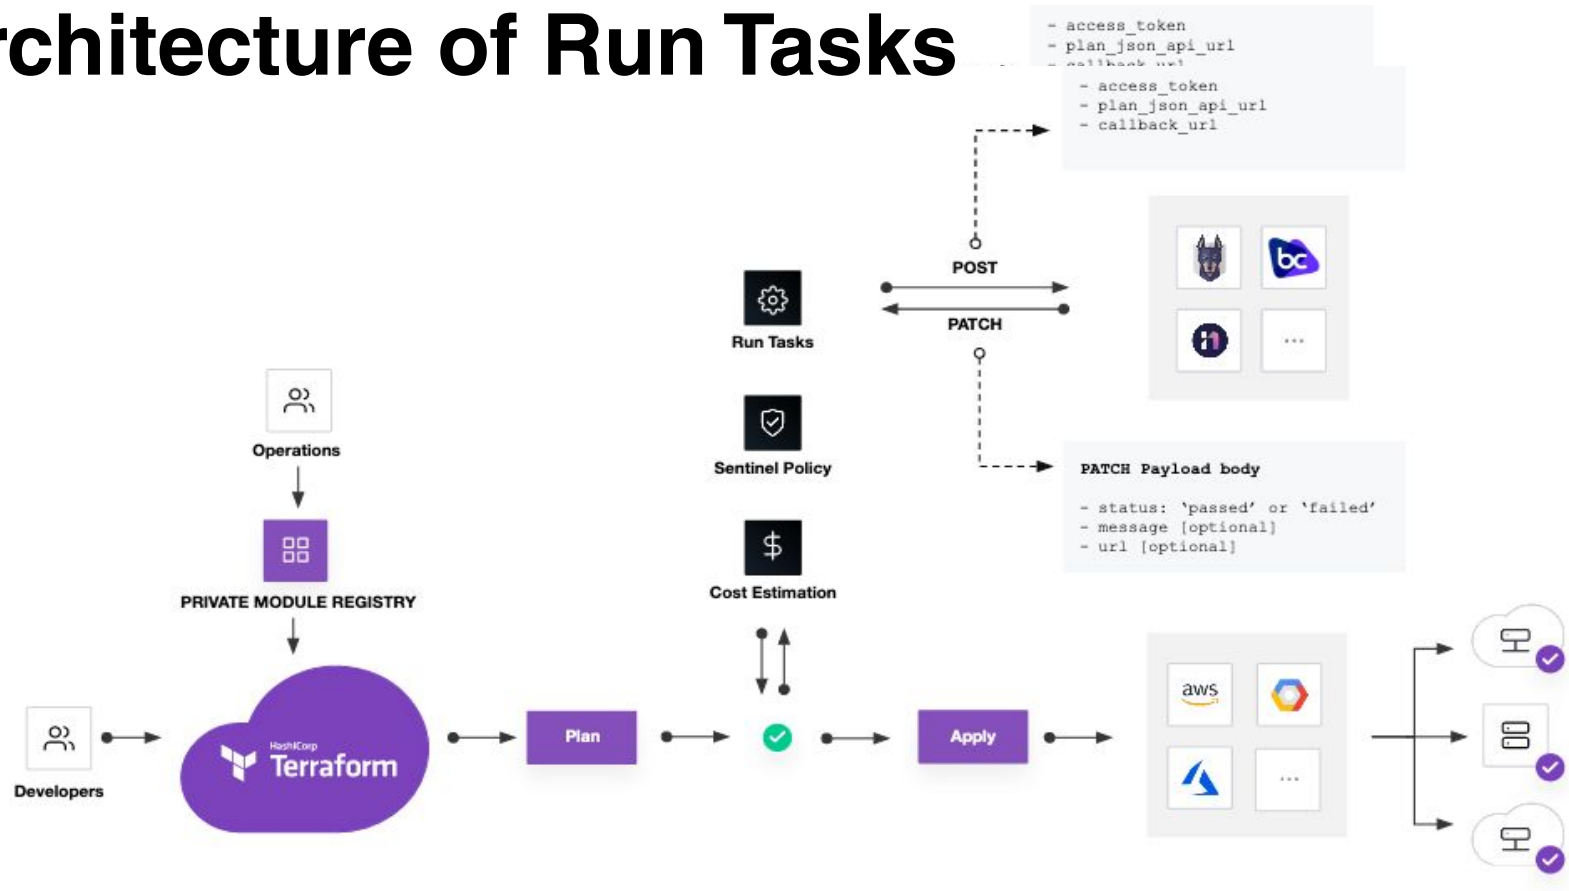 rchitecture of Run Tasks
- access_token
- plan_json_api_url
- callback_url
- access_token
- plan_json_api_url
- callback_url
POST
PATCH
bc
...
Run Tasks
Operations
Sentinel Policy
PATCH Payload body
- status: ‘passed’ or ‘failed’
- message [optional]
- url [optional]
PRIVATE MODULE REGISTRY
$
Cost Estimation
aws
HashiCorp
Terraform
Plan
Apply
...
Developers